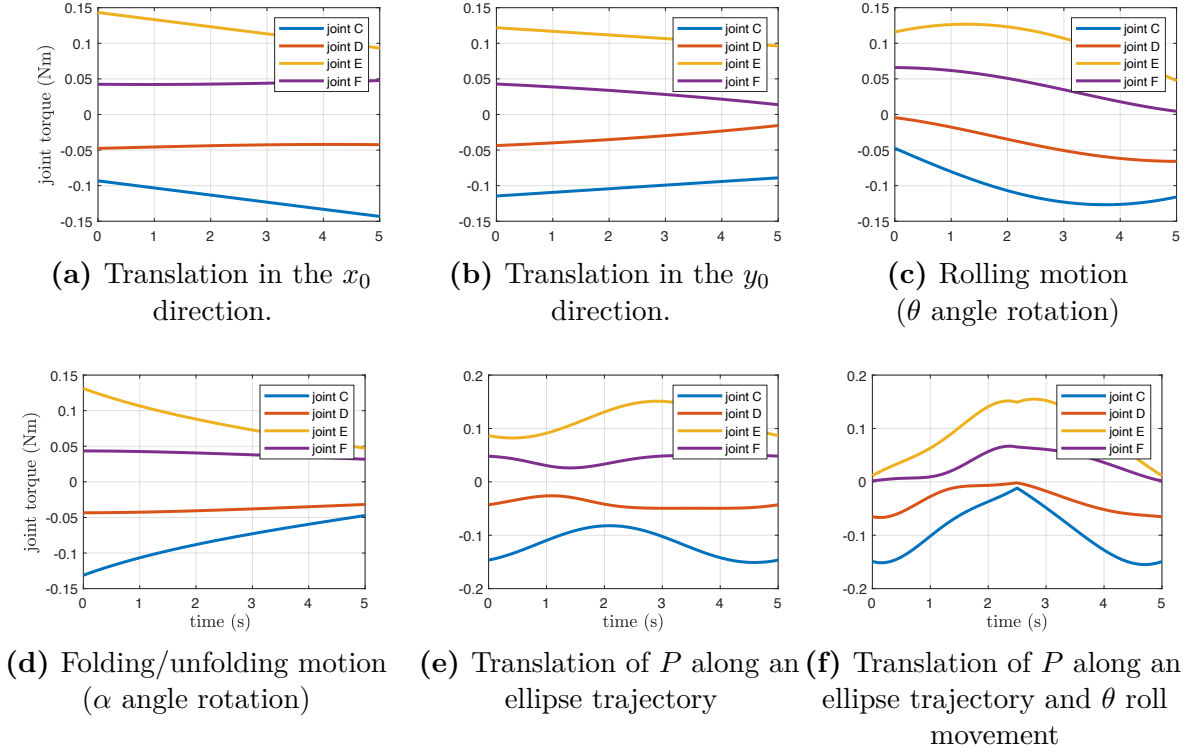 0.15
0.1
0.05
0
-0.05
-0.1
-0.15
joint torque (Nm)
0 1 2 3 4 5
joint C
joint D
joint E
joint F
(a) Translation in the x₀
direction.
0.15
0.1
0.05
0
-0.05
-0.1
-0.15
0 1 2 3 4 5
joint C
joint D
joint E
joint F
(b) Translation in the y₀
direction.
0.15
0.1
0.05
0
-0.05
-0.1
-0.15
0 1 2 3 4 5
joint C
joint D
joint E
joint F
(c) Rolling motion
(θ angle rotation)
0.15
0.1
0.05
0
-0.05
-0.1
-0.15
joint torque (Nm)
0 1 2 3 4 5
time (s)
joint C
joint D
joint E
joint F
(d) Folding/unfolding motion
(α angle rotation)
0.2
0.1
0
-0.1
-0.2
0 1 2 3 4 5
time (s)
joint C
joint D
joint E
joint F
(e) Translation of P along an
ellipse trajectory
0.2
0.1
0
-0.1
-0.2
0 1 2 3 4 5
time (s)
joint C
joint D
joint E
joint F
(f) Translation of P along an
ellipse trajectory and θ roll
movement